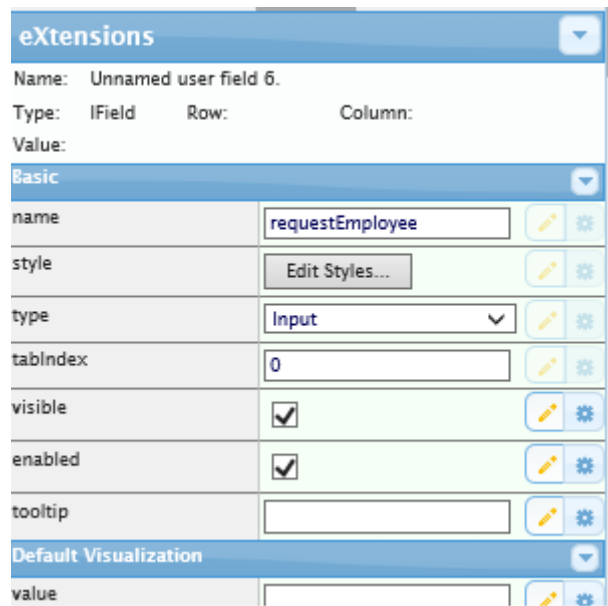 eXtensions
Name: Unnamed user field 6.
Type: IField Row: Column:
Value:
Basic
name requestEmployee
style Edit Styles...
type Input
tabIndex 0
visible
enabled
tooltip
Default Visualization
value